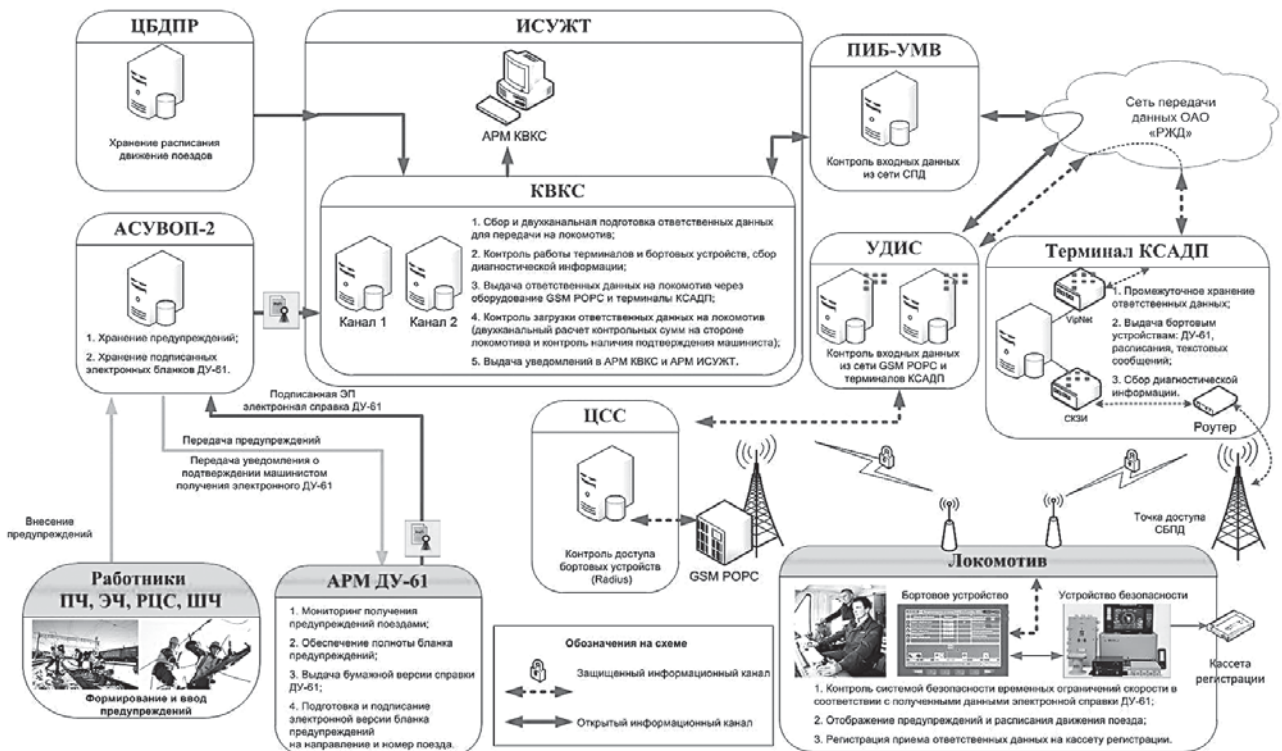 ЦБДПР
Хранение расписания
движение поездов
ИСУЖТ
АРМ КВКС
ПИБ-УМВ
Контроль входных данных
из сети СПД
Сеть передачи
данных ОАО
«РЖД»
АСУВОП-2
1. Хранение предупреждений;
2. Хранение подписанных
электронных бланков ДУ-61.
КВКС
Канал 1
Канал 2
1. Сбор и двухканальная подготовка ответственных данных
для передачи на локомотив;
2. Контроль работы терминалов и бортовых устройств, сбор
диагностической информации;
3. Выдача ответственных данных на локомотив через
оборудование GSM РОРС и терминалы КСАДП;
4. Контроль загрузки ответственных данных на локомотив
(двухканальный расчет контрольных сумм на стороне
локомотива и контроль наличия подтверждения машиниста);
5. Выдача уведомлений в АРМ КВКС и АРМ ИСУЖТ.
УДИС
Контроль входных данных
из сети GSM РОРС и
терминалов КСАДП
Терминал КСАДП
VipNet
СКЗИ
1. Промежуточное хранение
ответственных данных;
2. Выдача бортовым
устройствам: ДУ-61,
расписания, текстовых
сообщений;
3. Сбор диагностической
информации.
Роутер
Подписанная ЭП
электронная справка ДУ-61
Передача предупреждений
Передача уведомления о
подтверждении машинистом
получения электронного ДУ-61
Внесение
предупреждений
ЦСС
Контроль доступа
бортовых устройств
(Radius)
GSM РОРС
Точка доступа
СБПД
Работники
ПЧ, ЭЧ, РЦС, ШЧ
Формирование и ввод
предупреждений
АРМ ДУ-61
1. Мониторинг получения
предупреждений поездами;
2. Обеспечение полноты бланка
предупреждений;
3. Выдача бумажной версии справки
ДУ-61;
4. Подготовка и подписание
электронной версии бланка
предупреждений
на направление и номер поезда.
Обозначения на схеме
Защищенный информационный канал
Открытый информационный канал
Локомотив
Бортовое устройство
Устройство безопасности
1. Контроль системой безопасности временных ограничений скорости в
соответствии с полученными данными электронной справки ДУ-61;
2. Отображение предупреждений и расписания движения поезда;
3. Регистрация приема ответственных данных на кассету регистрации.
Кассета
регистрации